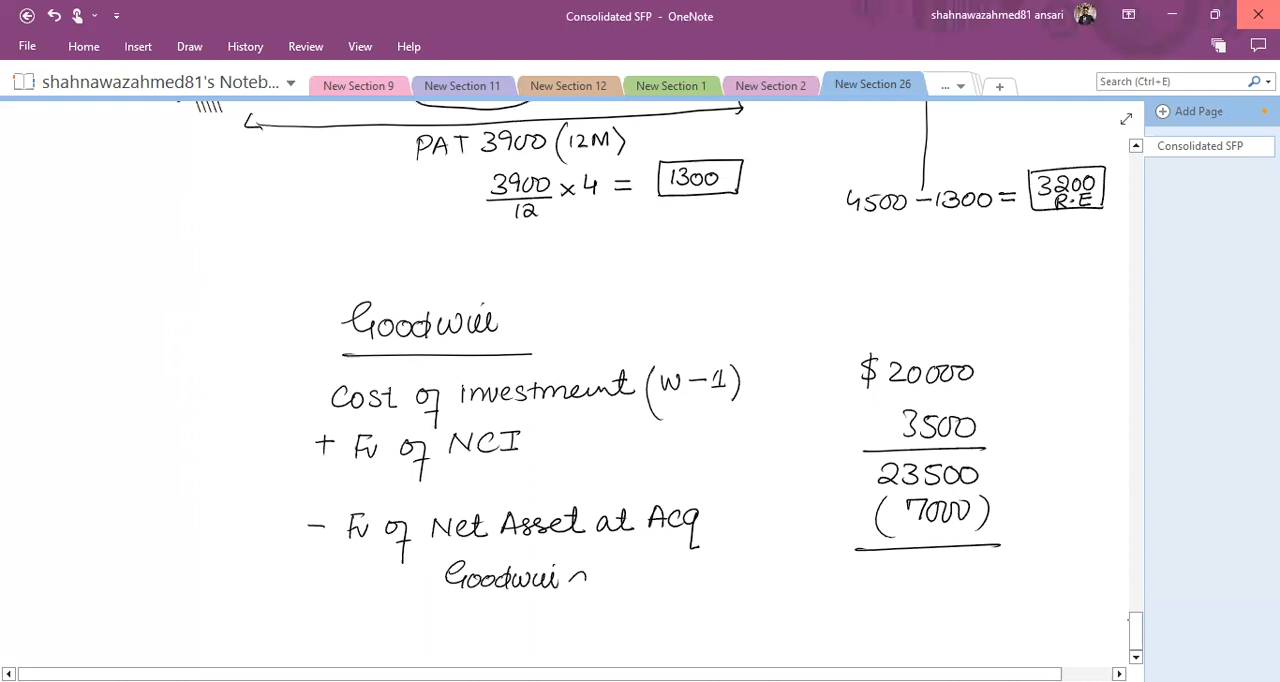 Consolidated SFP - OneNote
shahnawazahmed81 ansari
File Home Insert Draw History Review View Help
shahnawazahmed81's Noteb...
New Section 9 New Section 11 New Section 12 New Section 1 New Section 2 New Section 26 ...
Search (Ctrl+E)
Add Page
Consolidated SFP
PAT 3900 (12M)
3900/12 × 4 = 1300
4500 - 1300 = 3200 R.E
Goodwill
Cost of investment (W-1) $ 20000
+ Fv of NCI 3500
23500
- Fv of Net Asset at Acq (7000)
Goodwill